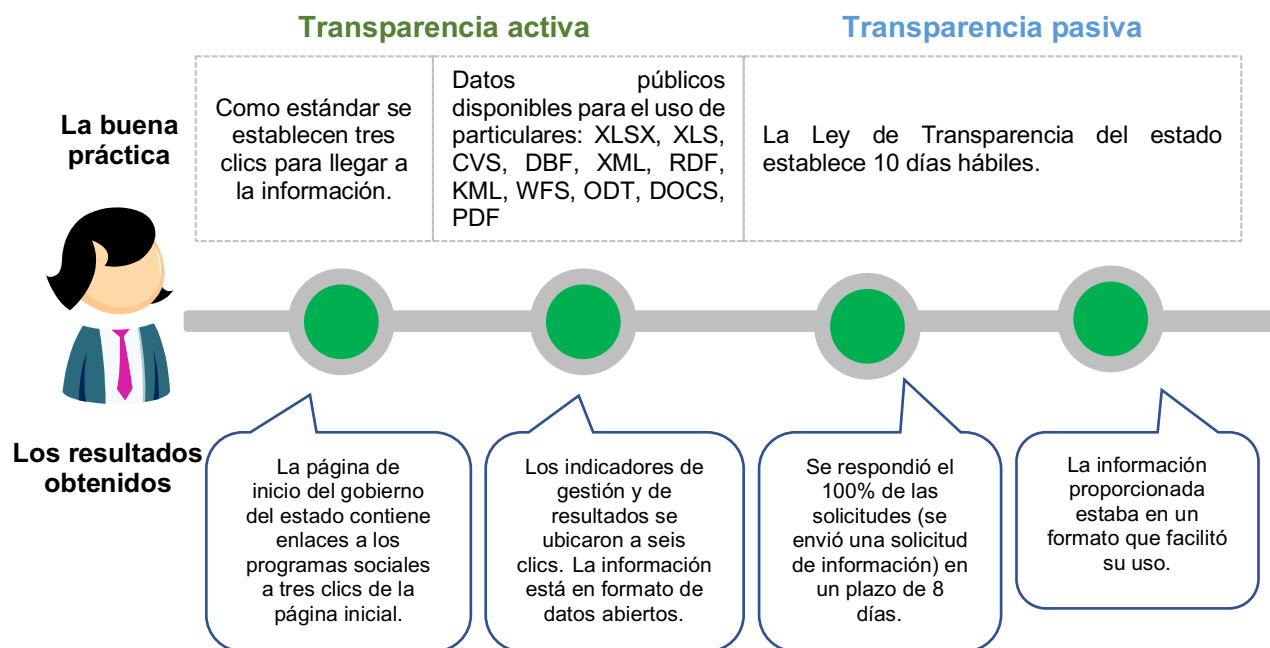 Transparencia activa
Transparencia pasiva
La buena
práctica
Como estándar se
establecen tres
clics para llegar a
la información.
Datos públicos
disponibles para el uso de
particulares: XLSX, XLS,
CVS, DBF, XML, RDF,
KML, WFS, ODT, DOCS,
PDF
La Ley de Transparencia del estado
establece 10 días hábiles.
Los resultados
obtenidos
La página de
inicio del gobierno
del estado contiene
enlaces a los
programas sociales
a tres clics de la
página inicial.
Los indicadores de
gestión y de
resultados se
ubicaron a seis
clics. La información
está en formato de
datos abiertos.
Se respondió el
100% de las
solicitudes (se
envió una solicitud
de información) en
un plazo de 8
días.
La información
proporcionada
estaba en un
formato que facilitó
su uso.